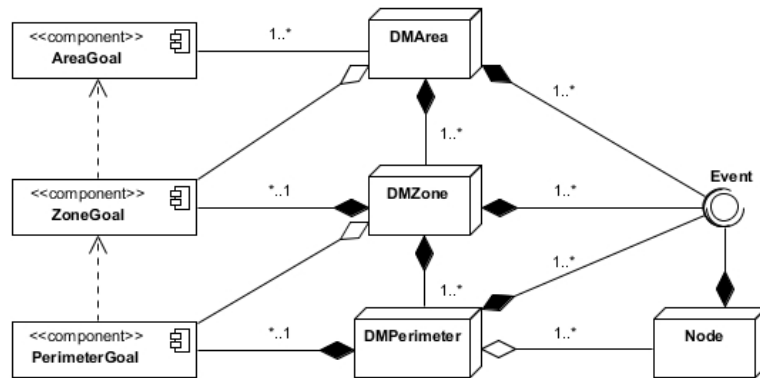 <<component>>
AreaGoal
1..*
DMArea
1..*
1..*
<<component>>
ZoneGoal
*..1
DMZone
1..*
Event
1..*
1..*
<<component>>
PerimeterGoal
*..1
DMPerimeter
1..*
Node